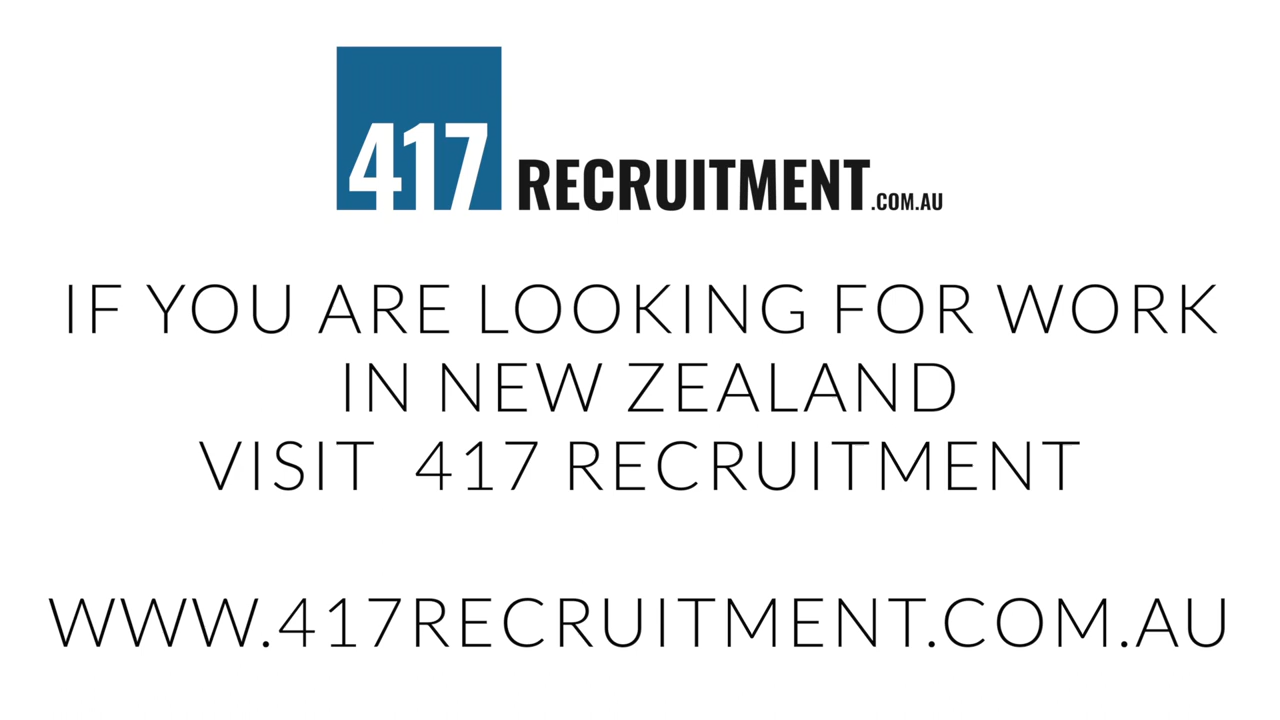 417 RECRUITMENT.COM.AU
IF YOU ARE LOOKING FOR WORK
IN NEW ZEALAND
VISIT 417 RECRUITMENT
WWW.417RECRUITMENT.COM.AU